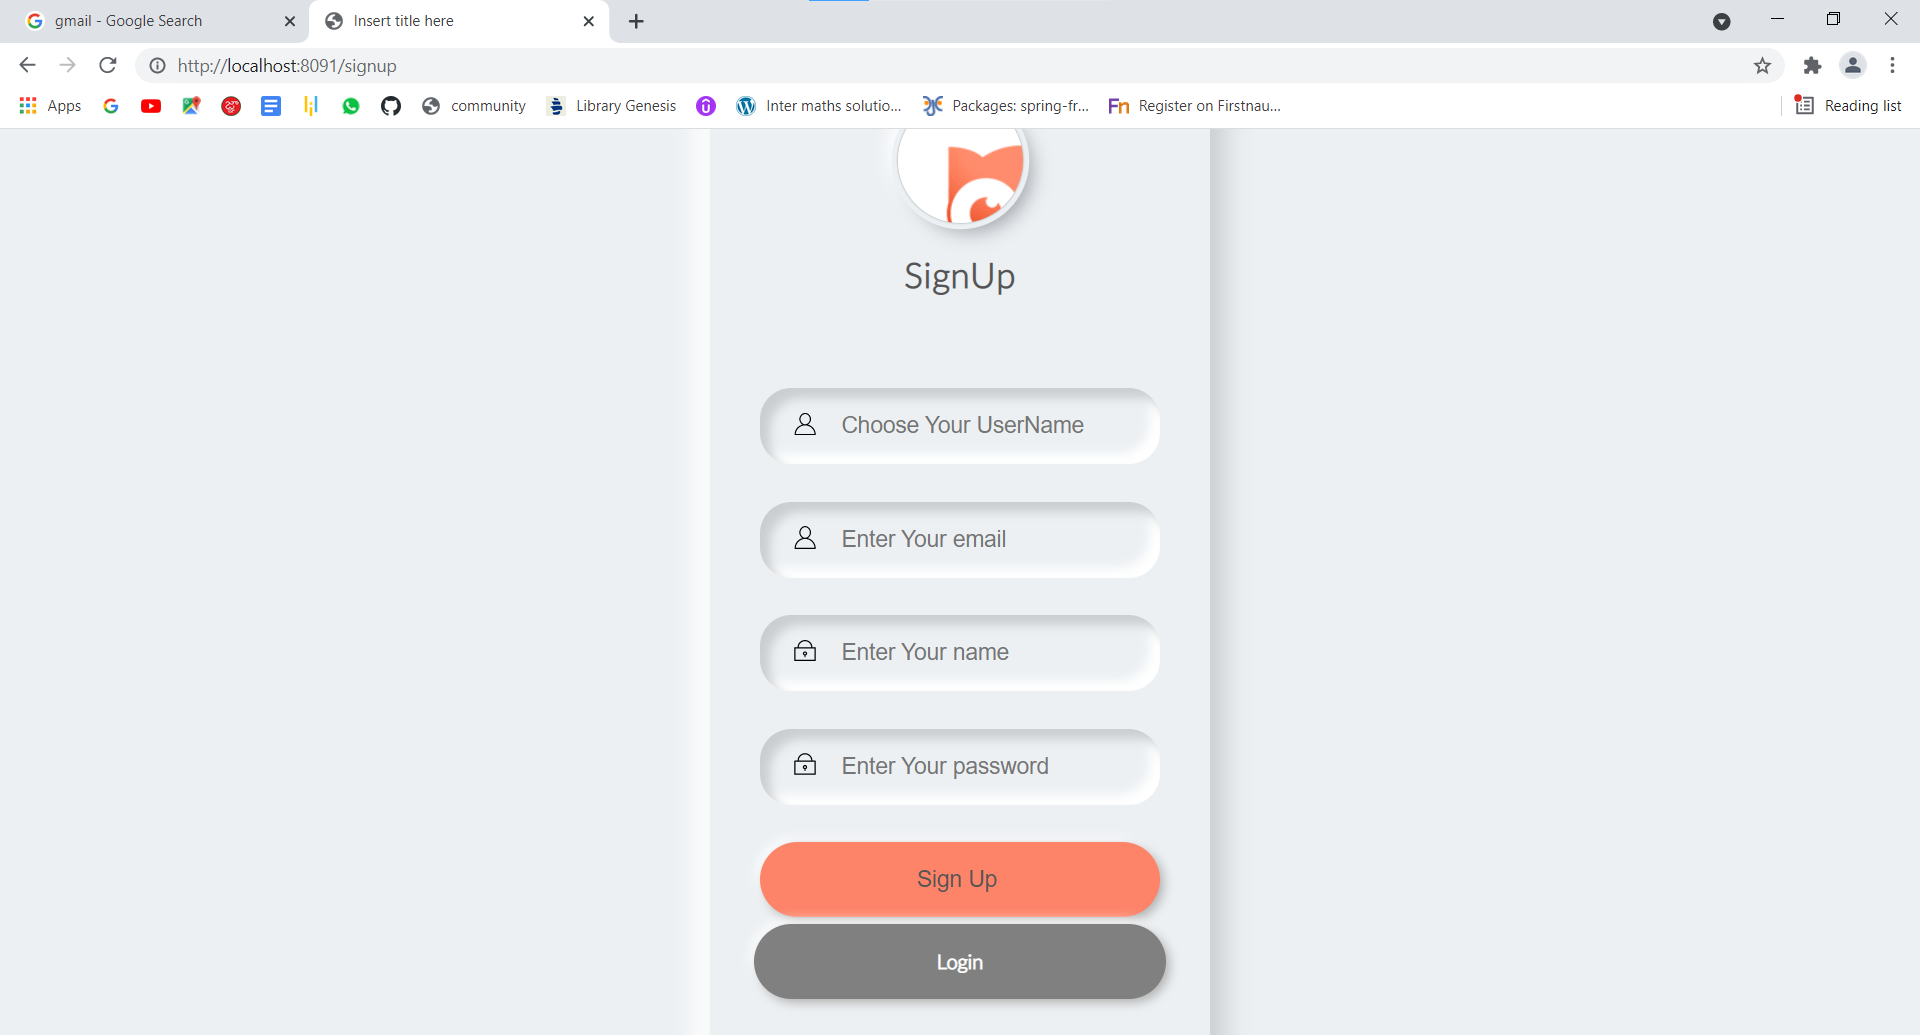 gmail - Google Search
Insert title here
http://localhost:8091/signup
Apps
community
Library Genesis
Inter maths solutio...
Packages: spring-fr...
Fn Register on Firstnau...
Reading list
SignUp
Choose Your UserName
Enter Your email
Enter Your name
Enter Your password
Sign Up
Login